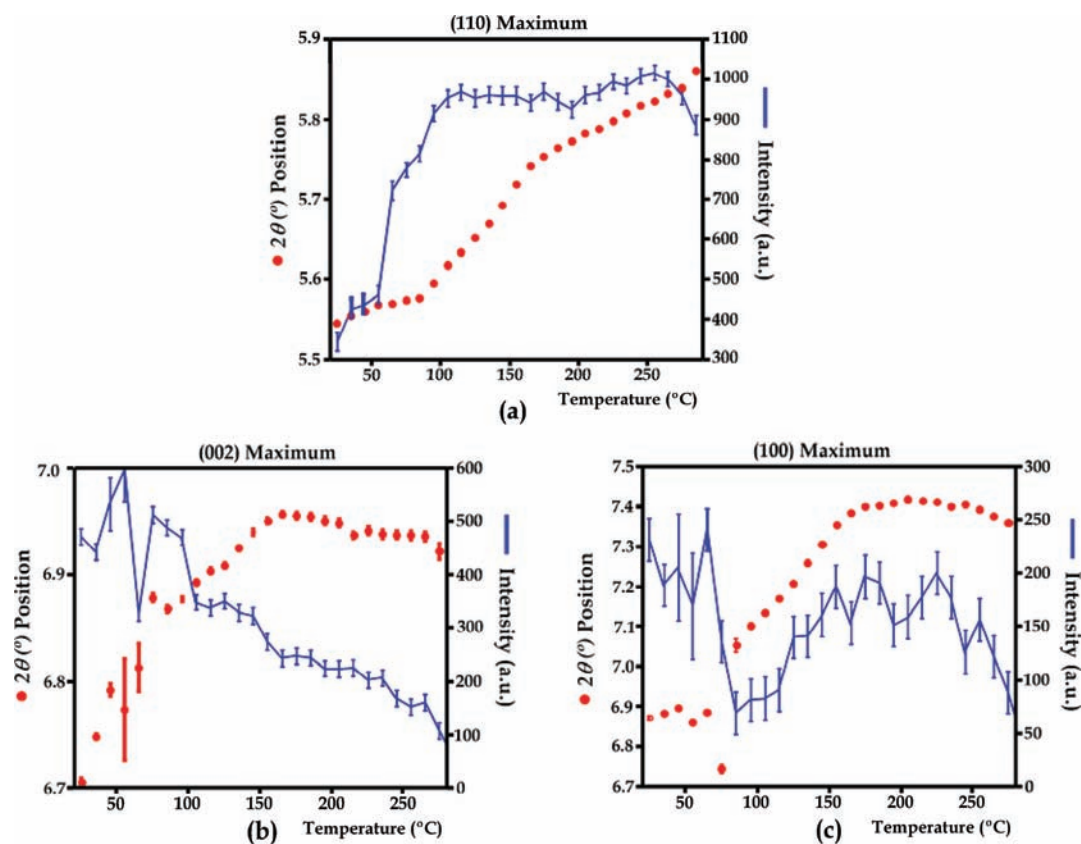 (110) Maximum
5.9
5.8
5.7
5.6
5.5
2θ (º) Position
1100
1000
900
800
700
600
500
400
300
Intensity (a.u.)
50 100 150 200 250
Temperature (ºC)
(a)
(002) Maximum
7.0
6.9
6.8
6.7
2θ (º) Position
600
500
400
300
200
100
0
Intensity (a.u.)
50 100 150 200 250
Temperature (ºC)
(b)
(100) Maximum
7.5
7.4
7.3
7.2
7.1
7.0
6.9
6.8
6.7
2θ (º) Position
300
250
200
150
100
50
0
Intensity (a.u.)
50 100 150 200 250
Temperature (ºC)
(c)